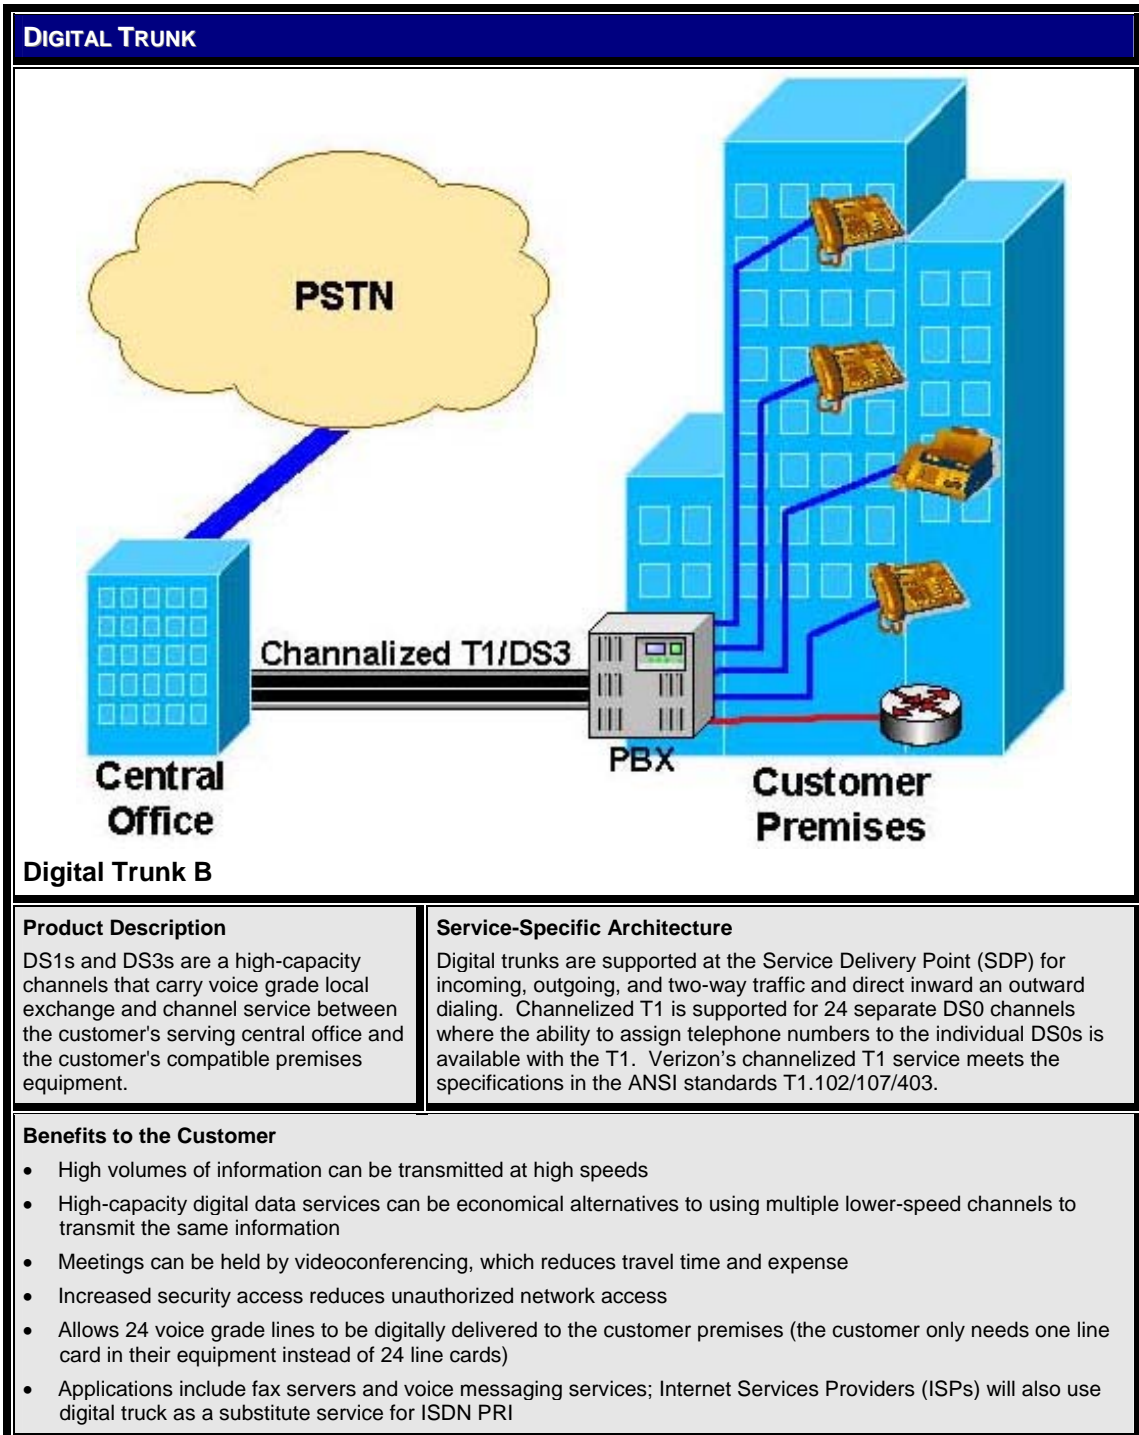 DIGITAL TRUNK
PSTN
Channalized T1/DS3
PBX
Central
Office
Customer
Premises
Digital Trunk B
Product Description
DS1s and DS3s are a high-capacity
channels that carry voice grade local
exchange and channel service between
the customer's serving central office and
the customer's compatible premises
equipment.
Service-Specific Architecture
Digital trunks are supported at the Service Delivery Point (SDP) for
incoming, outgoing, and two-way traffic and direct inward an outward
dialing.  Channelized T1 is supported for 24 separate DS0 channels
where the ability to assign telephone numbers to the individual DS0s is
available with the T1.  Verizon’s channelized T1 service meets the
specifications in the ANSI standards T1.102/107/403.
Benefits to the Customer
• High volumes of information can be transmitted at high speeds
• High-capacity digital data services can be economical alternatives to using multiple lower-speed channels to
transmit the same information
• Meetings can be held by videoconferencing, which reduces travel time and expense
• Increased security access reduces unauthorized network access
• Allows 24 voice grade lines to be digitally delivered to the customer premises (the customer only needs one line
card in their equipment instead of 24 line cards)
• Applications include fax servers and voice messaging services; Internet Services Providers (ISPs) will also use
digital truck as a substitute service for ISDN PRI